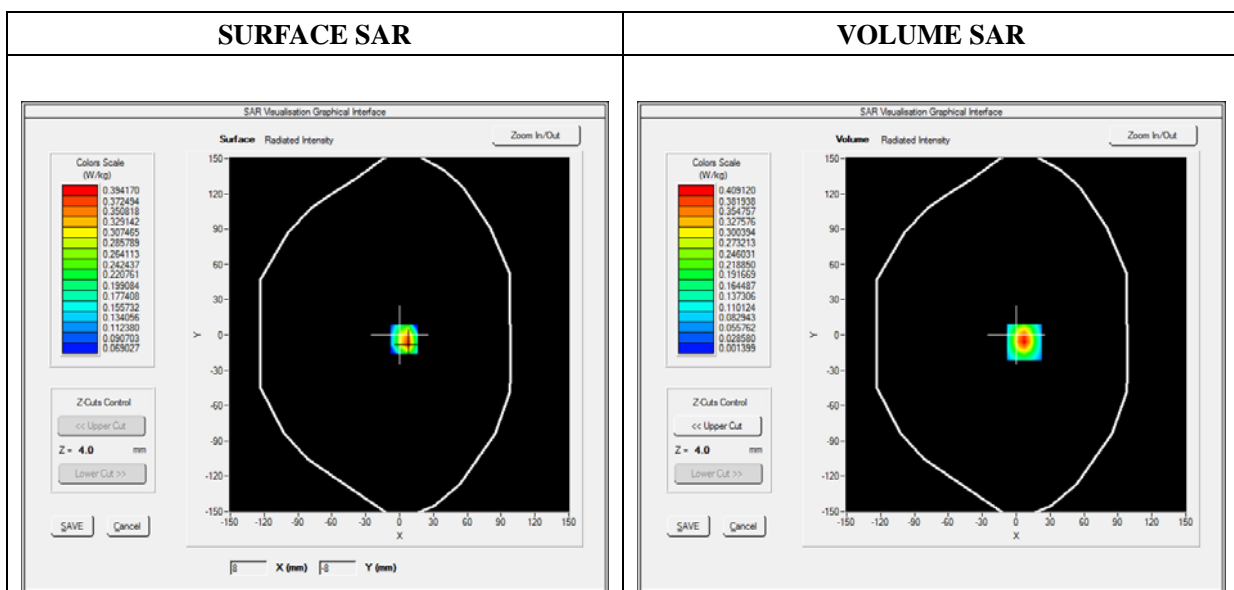 SURFACE SAR
VOLUME SAR
SAR Visualisation Graphical Interface
Surface Radiated Intensity
Zoom In/Out
Colors Scale
(W/kg)
0.394170
0.372494
0.350818
0.329142
0.307465
0.285789
0.264113
0.242437
0.220761
0.199084
0.177408
0.155732
0.134056
0.112380
0.090703
0.069027
Z-Cuts Control
<< Upper Cut
Z = 4.0 mm
Lower Cut >>
SAVE Cancel
150
120
90
60
30
0
-30
-60
-90
-120
-150
Y
-150 -120 -90 -60 -30 0 30 60 90 120 150
X
8 X (mm) -8 Y (mm)
SAR Visualisation Graphical Interface
Volume Radiated Intensity
Zoom In/Out
Colors Scale
(W/kg)
0.409120
0.381938
0.354757
0.327576
0.300394
0.273213
0.246031
0.218850
0.191669
0.164487
0.137306
0.110124
0.082943
0.055762
0.028580
0.001399
Z-Cuts Control
<< Upper Cut
Z = 4.0 mm
Lower Cut >>
SAVE Cancel
150
120
90
60
30
0
-30
-60
-90
-120
-150
Y
-150 -120 -90 -60 -30 0 30 60 90 120 150
X